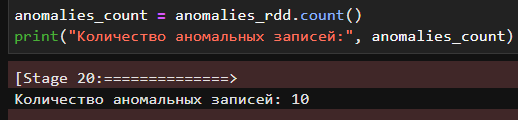 anomalies_count = anomalies_rdd.count()
print("Количество аномальных записей:", anomalies_count)
[Stage 20:==============>
Количество аномальных записей: 10